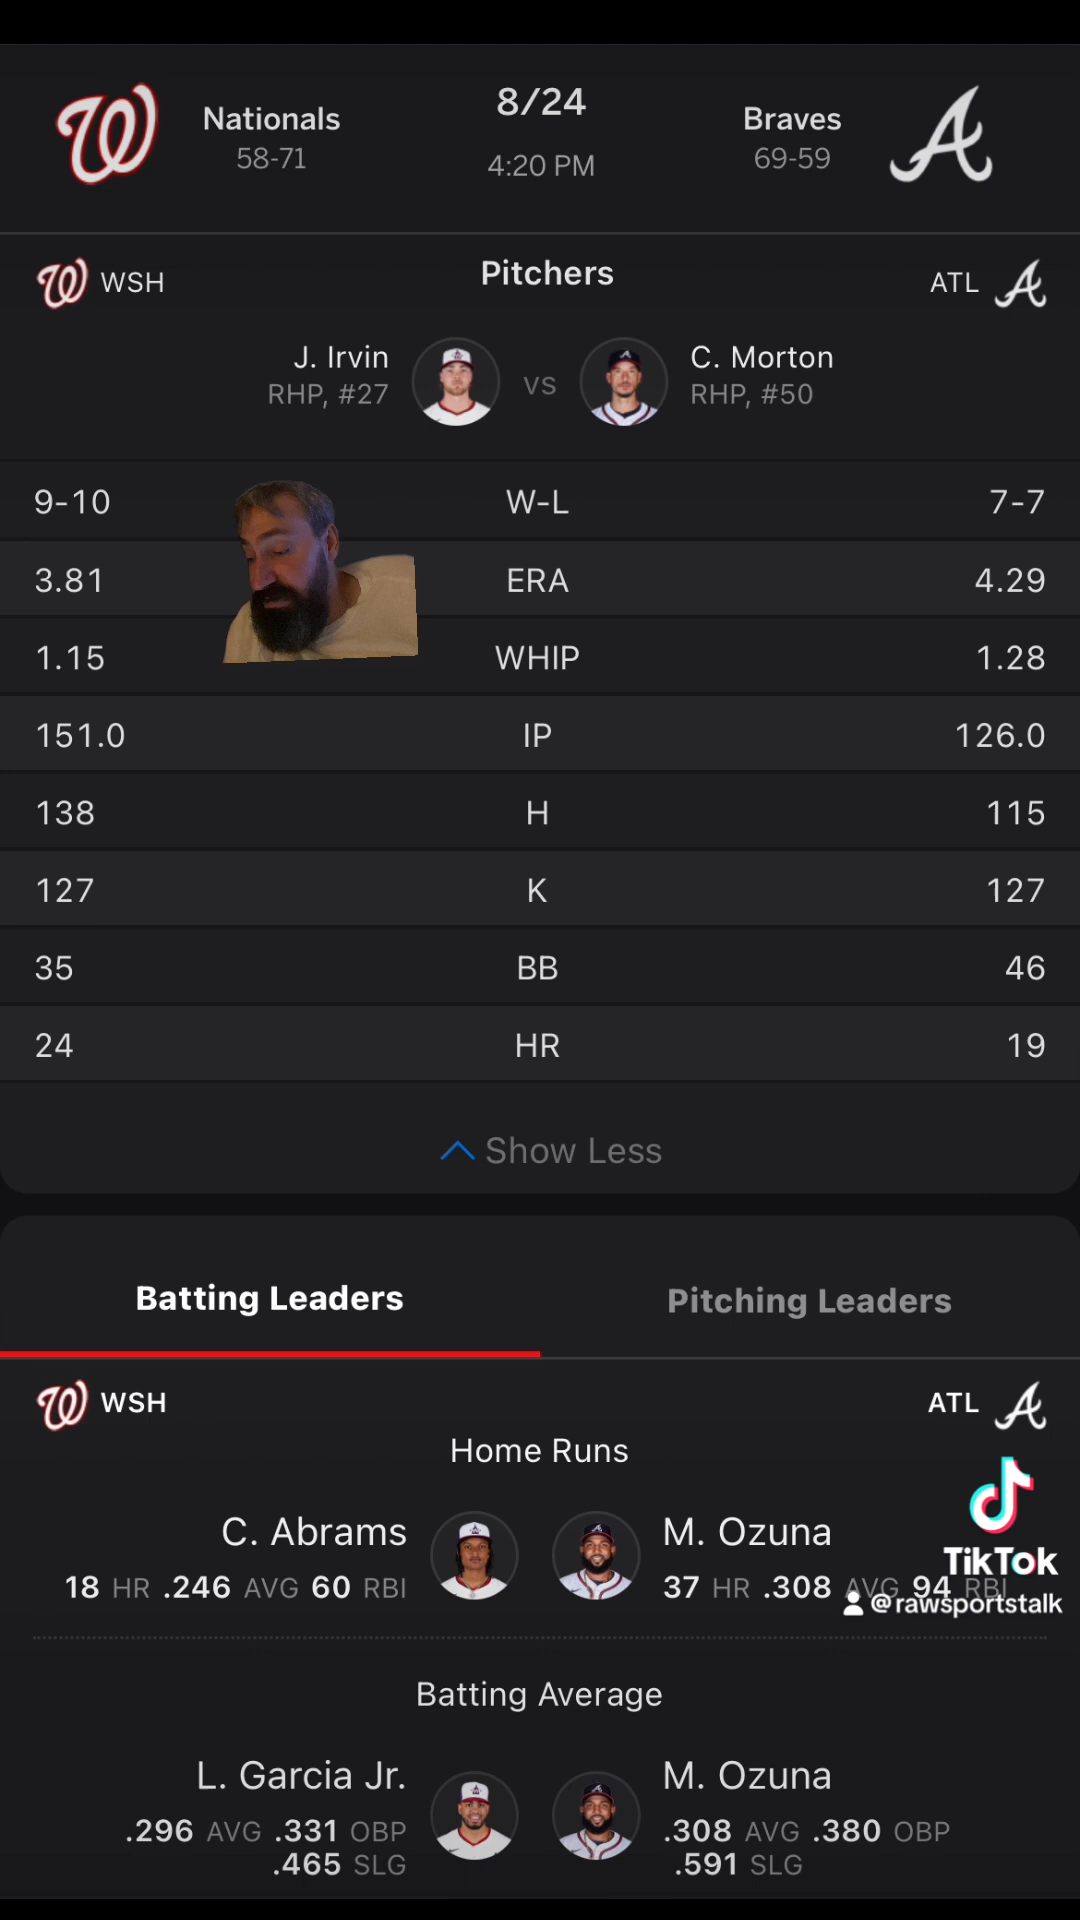 Nationals
58-71
8/24
4:20 PM
Braves
69-59
WSH
Pitchers
ATL
J. Irvin
RHP, #27
vs
C. Morton
RHP, #50
9-10 W-L 7-7
3.81 ERA 4.29
1.15 WHIP 1.28
151.0 IP 126.0
138 H 115
127 K 127
35 BB 46
24 HR 19
Show Less
Batting Leaders
Pitching Leaders
WSH
ATL
Home Runs
C. Abrams
18 HR .246 AVG 60 RBI
M. Ozuna
37 HR .308 AVG 94 RBI
TikTok
@rawsportstalk
Batting Average
L. Garcia Jr.
.296 AVG .331 OBP
.465 SLG
M. Ozuna
.308 AVG .380 OBP
.591 SLG